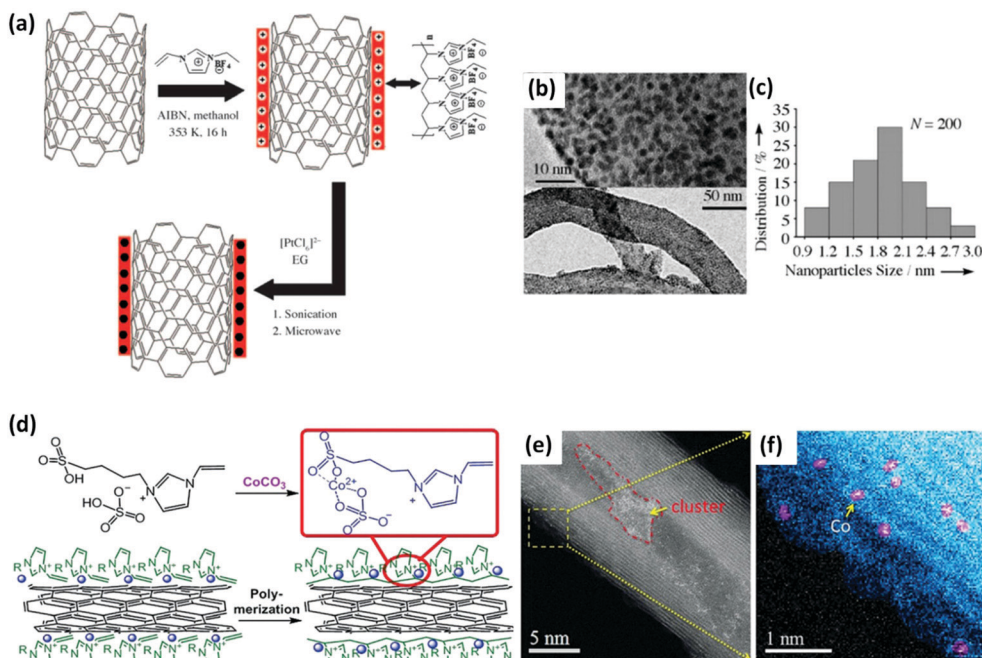 (a)
n
N
N
BF4
⊕
⊖
AIBN, methanol
353 K, 16 h
[PtCl6]2−
EG
1. Sonication
2. Microwave
(b)
10 nm
50 nm
(c)
N = 200
Distribution / %
35
30
25
20
15
10
5
0
0.9 1.2 1.5 1.8 2.1 2.4 2.7 3.0
Nanoparticles Size / nm
(d)
O
O
S
OH
O
O−
HO
S
O
O
N
+
N
CoCO3
O
O
S
O
Co2+
O
S
O
O
O−
N
+
N
R N N+ N N+ N N+ N N+ N N+
R N N+ N N+ N N+ N N+ N N+
Poly-
merization
R N N+ N N+ N N+ N N+ N N+
R N N+ N N+ N N+ N N+ N N+
(e)
cluster
5 nm
(f)
Co
1 nm